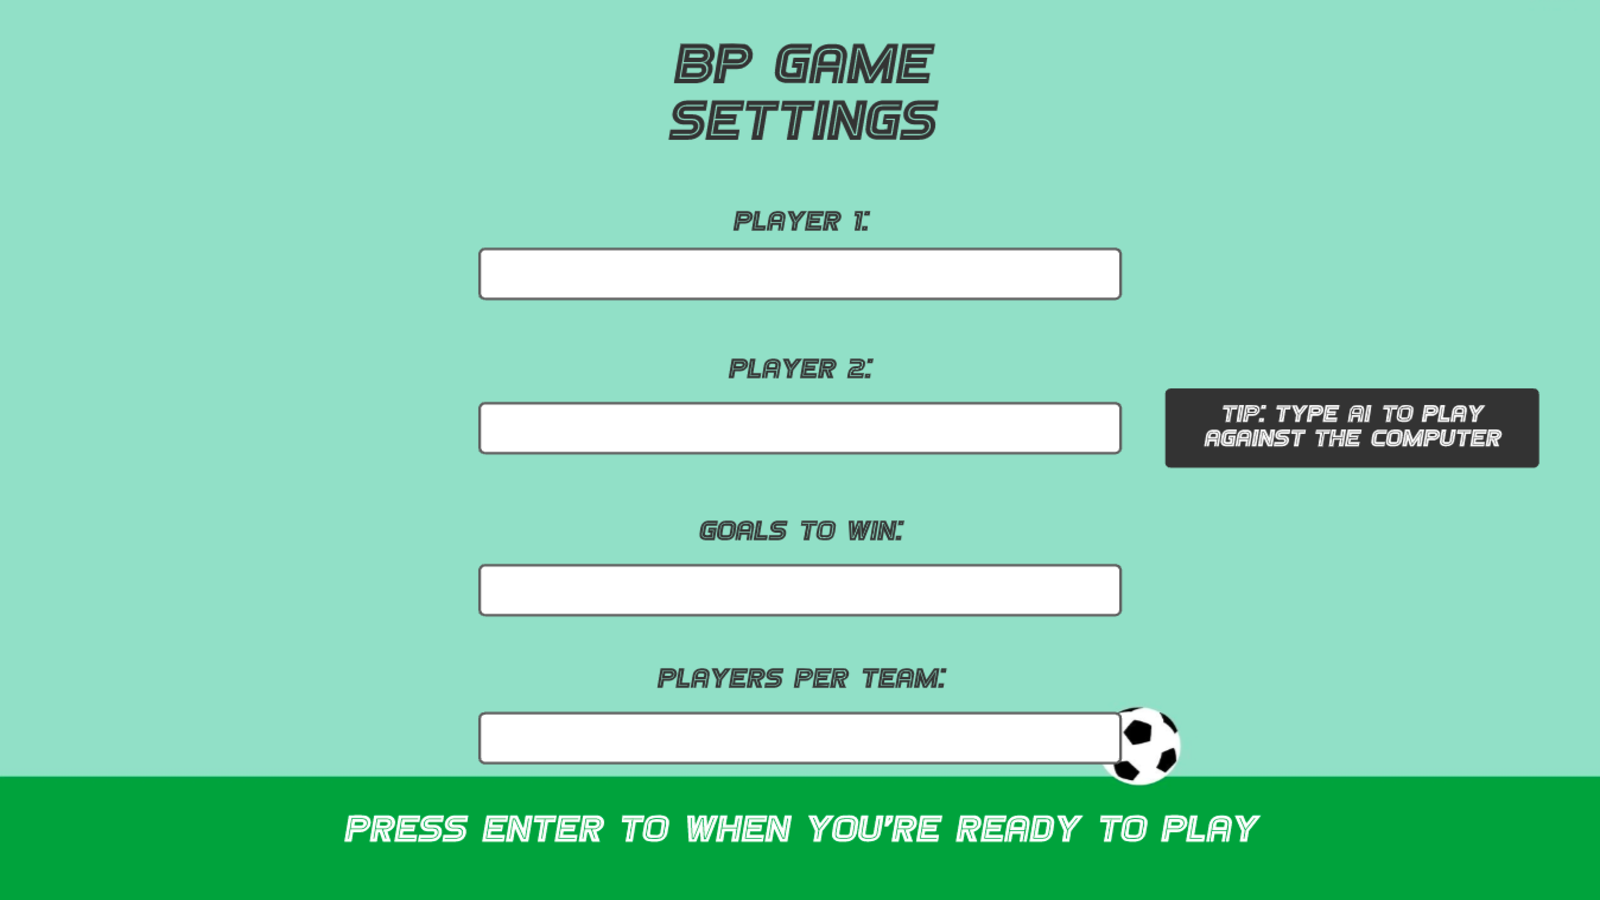 BP GAME
SETTINGS
PLAYER 1:
PLAYER 2:
TIP: TYPE AI TO PLAY
AGAINST THE COMPUTER
GOALS TO WIN:
PLAYERS PER TEAM:
PRESS ENTER TO WHEN YOU'RE READY TO PLAY